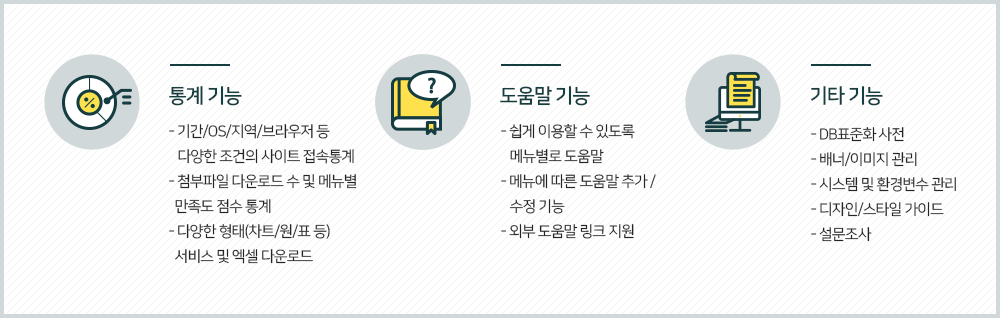 통계 기능
- 기간/OS/지역/브라우저 등
다양한 조건의 사이트 접속통계
- 첨부파일 다운로드 수 및 메뉴별
만족도 점수 통계
- 다양한 형태(차트/원/표 등)
서비스 및 엑셀 다운로드
?
도움말 기능
- 쉽게 이용할 수 있도록
메뉴별로 도움말
- 메뉴에 따른 도움말 추가 /
수정 기능
- 외부 도움말 링크 지원
기타 기능
- DB표준화 사전
- 배너/이미지 관리
- 시스템 및 환경변수 관리
- 디자인/스타일 가이드
- 설문조사